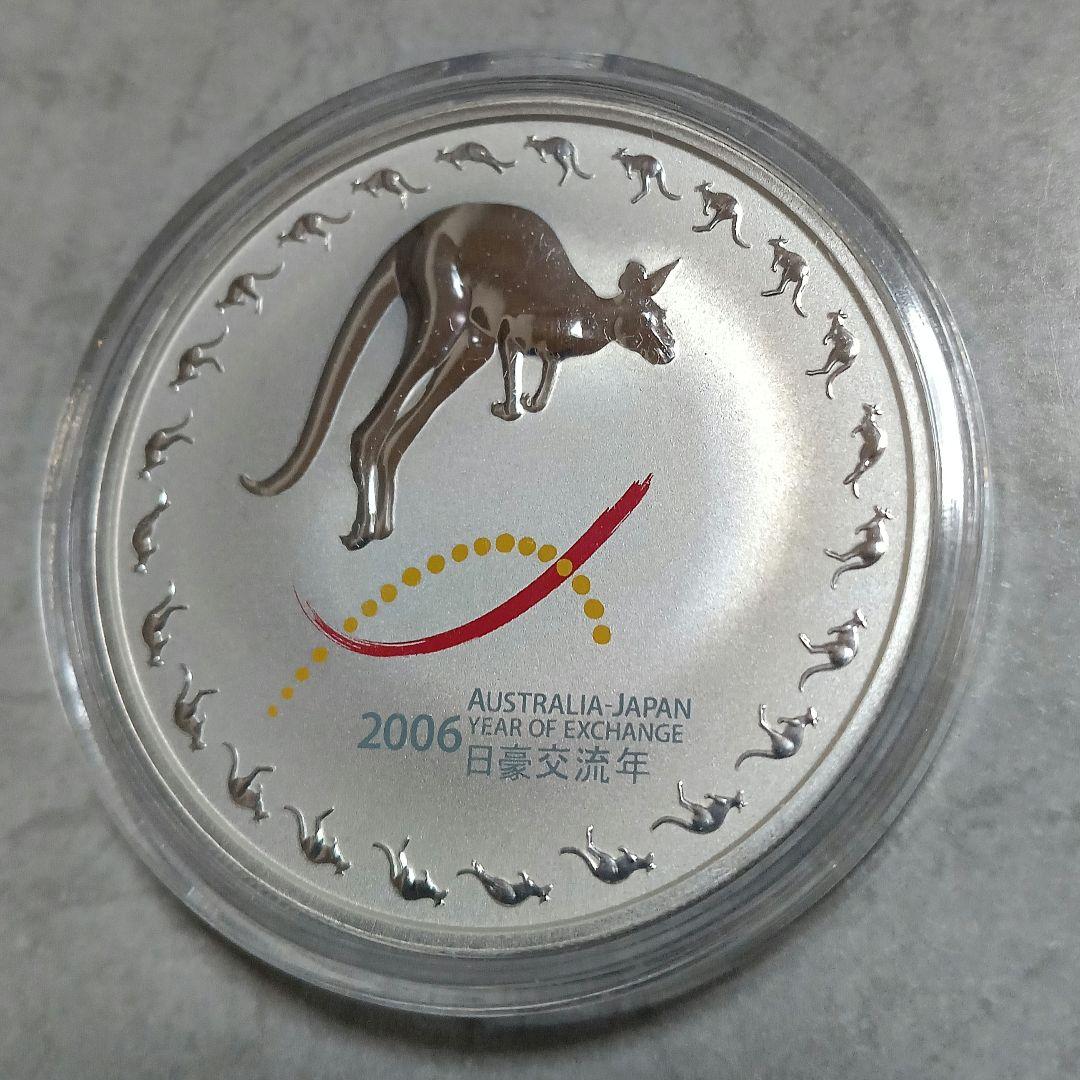 2006
AUSTRALIA-JAPAN
YEAR OF EXCHANGE
日豪交流年